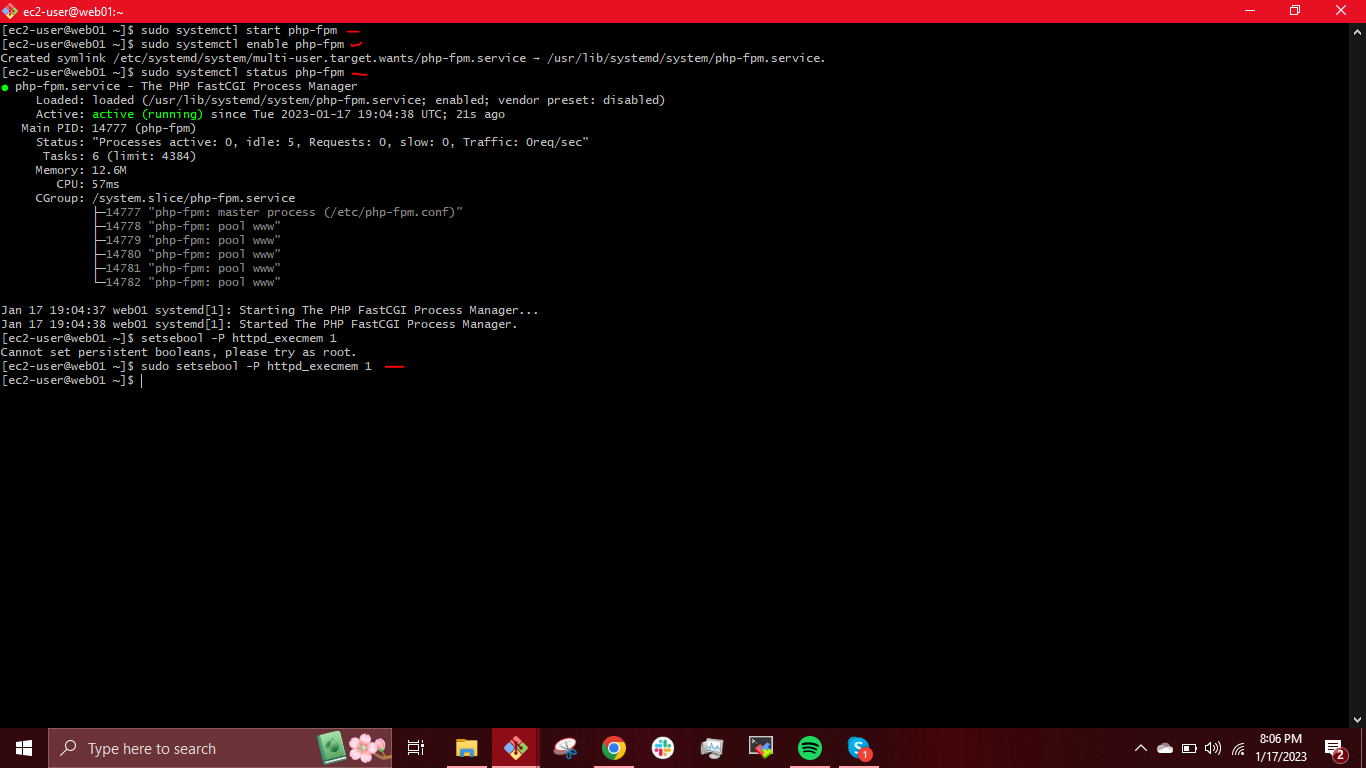 ec2-user@web01:~
[ec2-user@web01 ~]$ sudo systemctl start php-fpm
[ec2-user@web01 ~]$ sudo systemctl enable php-fpm
Created symlink /etc/systemd/system/multi-user.target.wants/php-fpm.service → /usr/lib/systemd/system/php-fpm.service.
[ec2-user@web01 ~]$ sudo systemctl status php-fpm
● php-fpm.service - The PHP FastCGI Process Manager
Loaded: loaded (/usr/lib/systemd/system/php-fpm.service; enabled; vendor preset: disabled)
Active: active (running) since Tue 2023-01-17 19:04:38 UTC; 21s ago
Main PID: 14777 (php-fpm)
Status: "Processes active: 0, idle: 5, Requests: 0, slow: 0, Traffic: 0req/sec"
Tasks: 6 (limit: 4384)
Memory: 12.6M
CPU: 57ms
CGroup: /system.slice/php-fpm.service
├─14777 "php-fpm: master process (/etc/php-fpm.conf)"
├─14778 "php-fpm: pool www"
├─14779 "php-fpm: pool www"
├─14780 "php-fpm: pool www"
├─14781 "php-fpm: pool www"
└─14782 "php-fpm: pool www"
Jan 17 19:04:37 web01 systemd[1]: Starting The PHP FastCGI Process Manager...
Jan 17 19:04:38 web01 systemd[1]: Started The PHP FastCGI Process Manager.
[ec2-user@web01 ~]$ setsebool -P httpd_execmem 1
Cannot set persistent booleans, please try as root.
[ec2-user@web01 ~]$ sudo setsebool -P httpd_execmem 1
[ec2-user@web01 ~]$
Type here to search
1
8:06 PM
1/17/2023
2